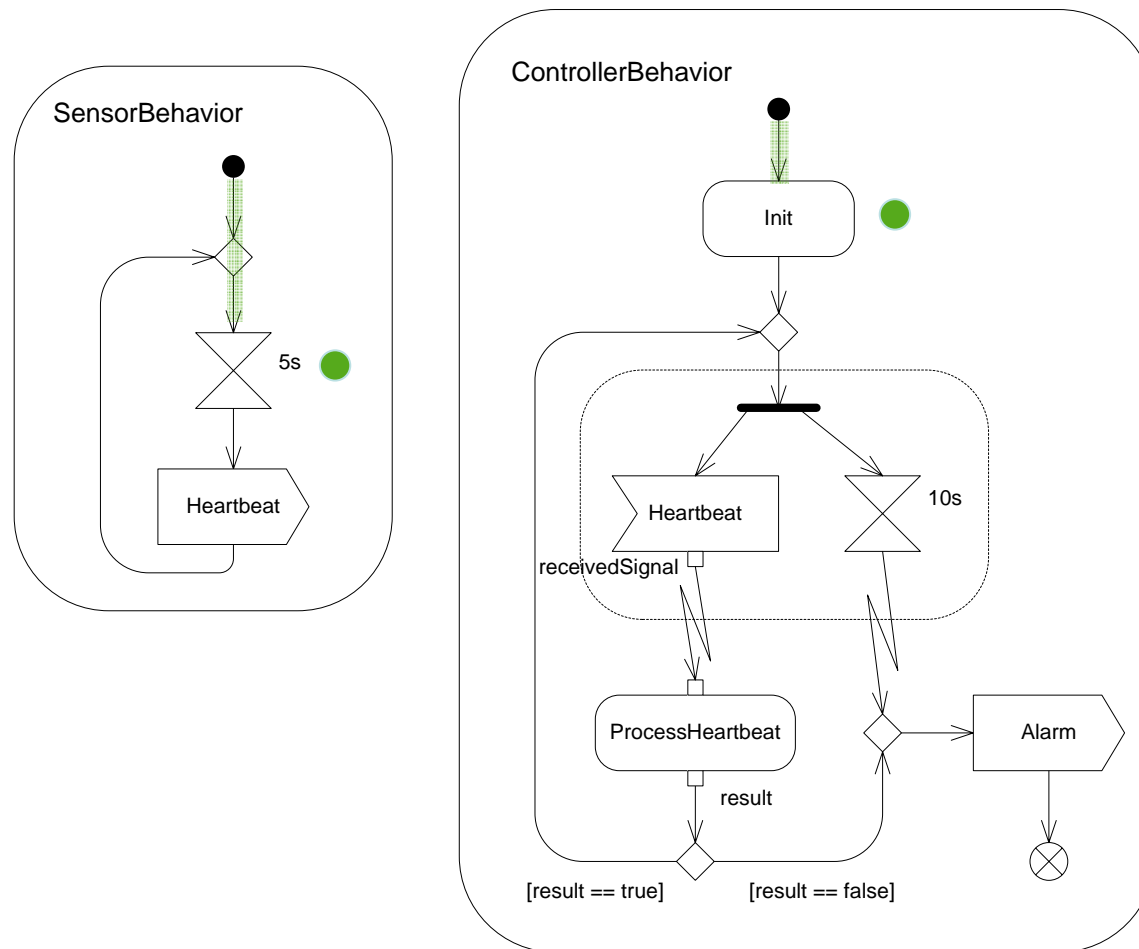 SensorBehavior
5s
Heartbeat
ControllerBehavior
Init
Heartbeat
10s
receivedSignal
ProcessHeartbeat
Alarm
result
[result == true]
[result == false]